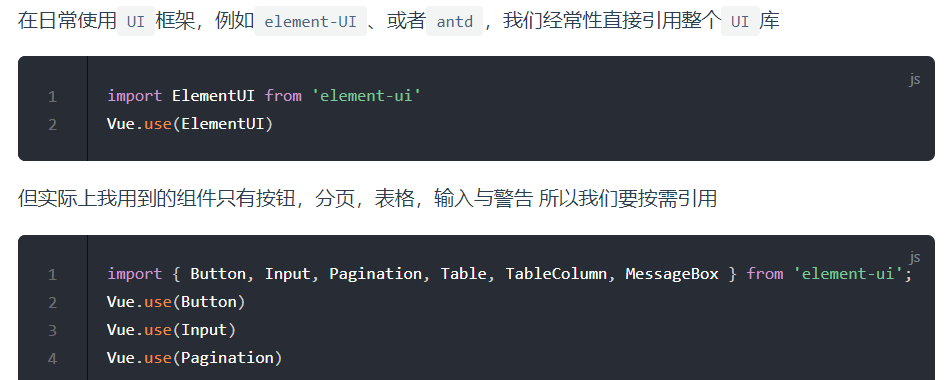 在日常使用 UI 框架，例如 element-UI 、或者 antd ，我们经常性直接引用整个 UI 库
js
1 import ElementUI from 'element-ui'
2 Vue.use(ElementUI)
但实际上我用到的组件只有按钮，分页，表格，输入与警告 所以我们要按需引用
js
1 import { Button, Input, Pagination, Table, TableColumn, MessageBox } from 'element-ui';
2 Vue.use(Button)
3 Vue.use(Input)
4 Vue.use(Pagination)